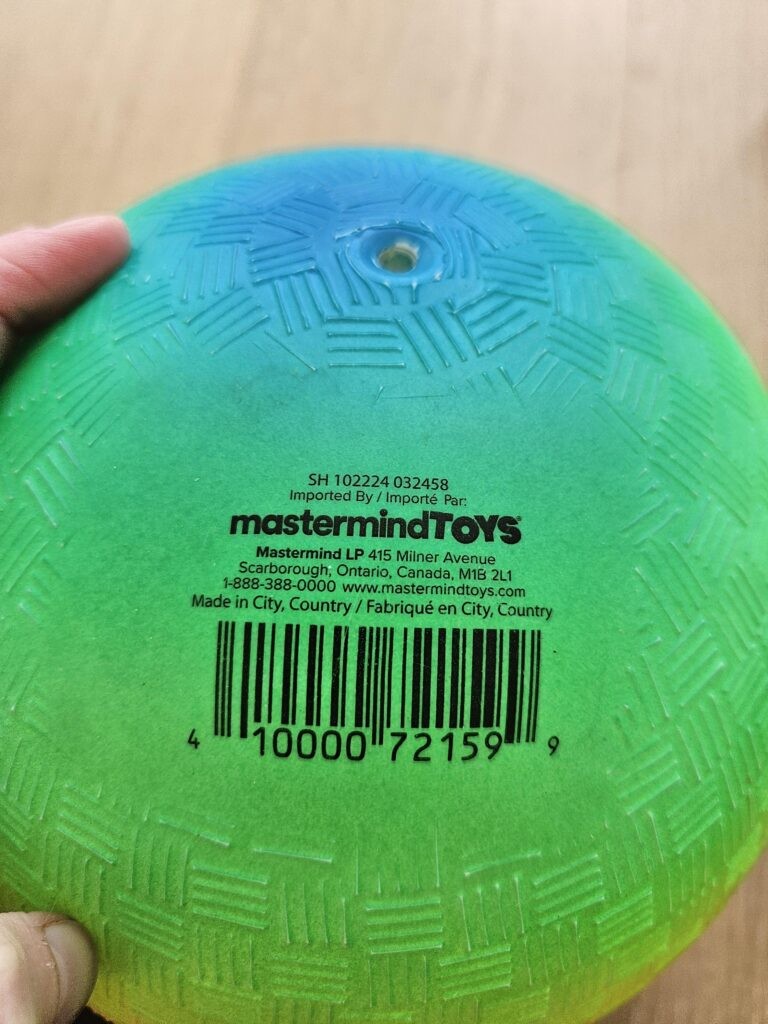 SH 102224 032458
Imported By / Importé Par:
mastermindTOYS®
Mastermind LP 415 Milner Avenue
Scarborough, Ontario, Canada, M1B 2L1
1-888-388-0000 www.mastermindtoys.com
Made in City, Country / Fabriqué en City, Country
4 10000 72159 9